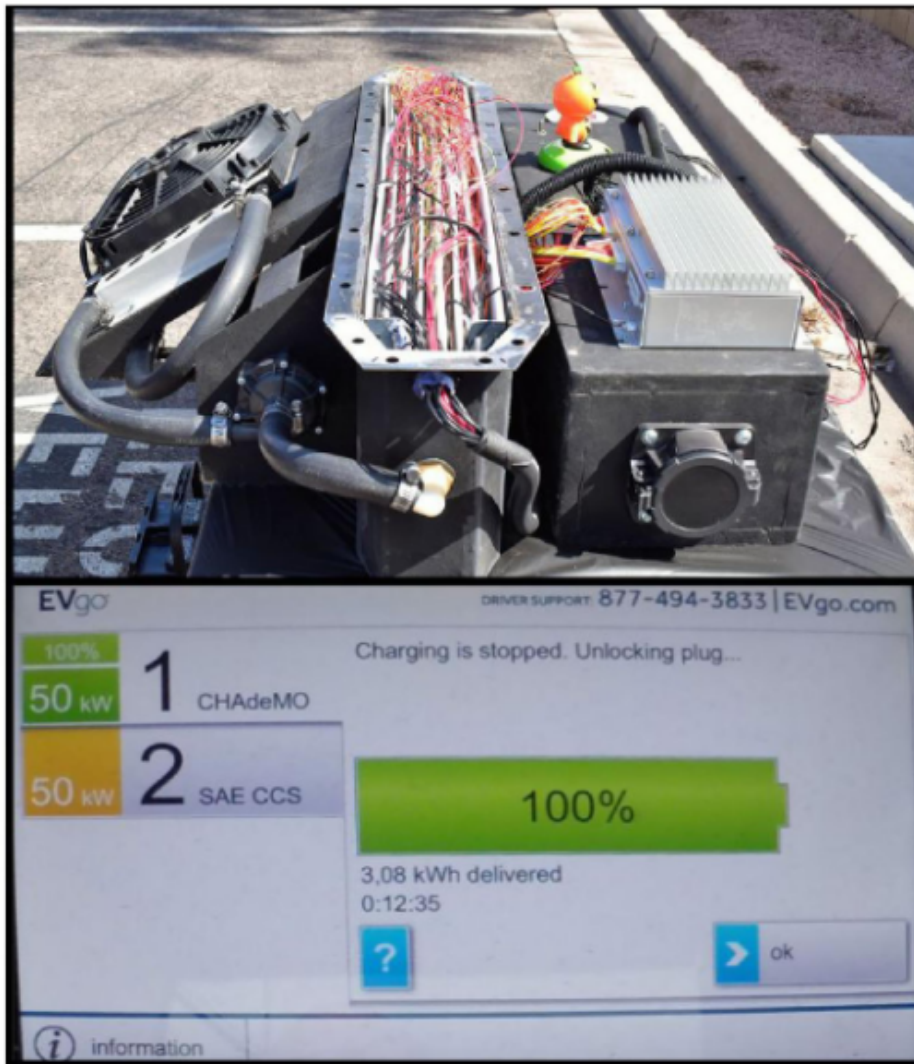 EVgo
DRIVER SUPPORT: 877-494-3833 | EVgo.com
100%
50 kW
1 CHAdeMO
50 kW
2 SAE CCS
Charging is stopped. Unlocking plug...
100%
3,08 kWh delivered
0:12:35
?
ok
i information